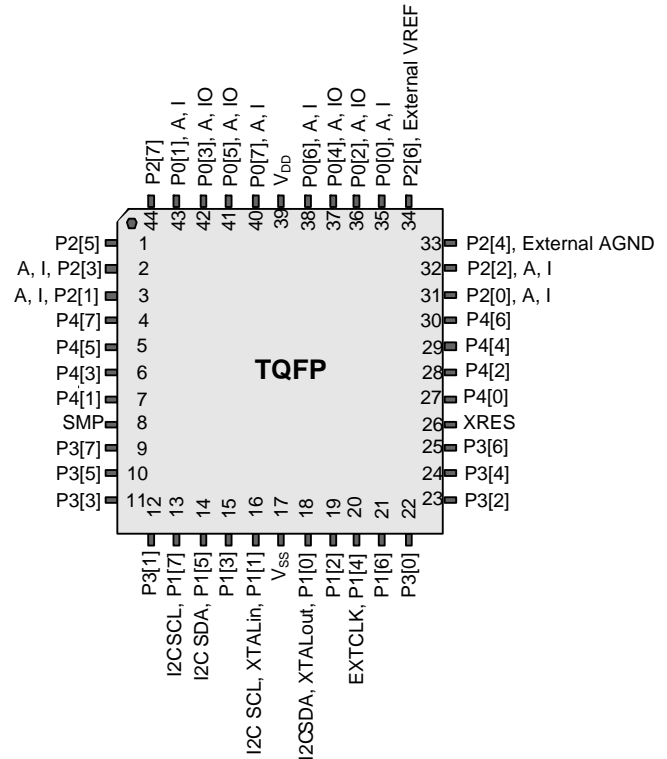 P2[7]
P0[1], A, I
P0[3], A, IO
P0[5], A, IO
P0[7], A, I
VDD
P0[6], A, I
P0[4], A, IO
P0[2], A, IO
P0[0], A, I
P2[6], External VREF
44
43
42
41
40
39
38
37
36
35
34
P2[5] 1
A, I, P2[3] 2
A, I, P2[1] 3
P4[7] 4
P4[5] 5
P4[3] 6
P4[1] 7
SMP 8
P3[7] 9
P3[5] 10
P3[3] 11
TQFP
33 P2[4], External AGND
32 P2[2], A, I
31 P2[0], A, I
30 P4[6]
29 P4[4]
28 P4[2]
27 P4[0]
26 XRES
25 P3[6]
24 P3[4]
23 P3[2]
12
13
14
15
16
17
18
19
20
21
22
P3[1]
I2CSCL, P1[7]
I2C SDA, P1[5]
P1[3]
I2C SCL, XTALin, P1[1]
VSS
I2CSDA, XTALout, P1[0]
P1[2]
EXTCLK, P1[4]
P1[6]
P3[0]